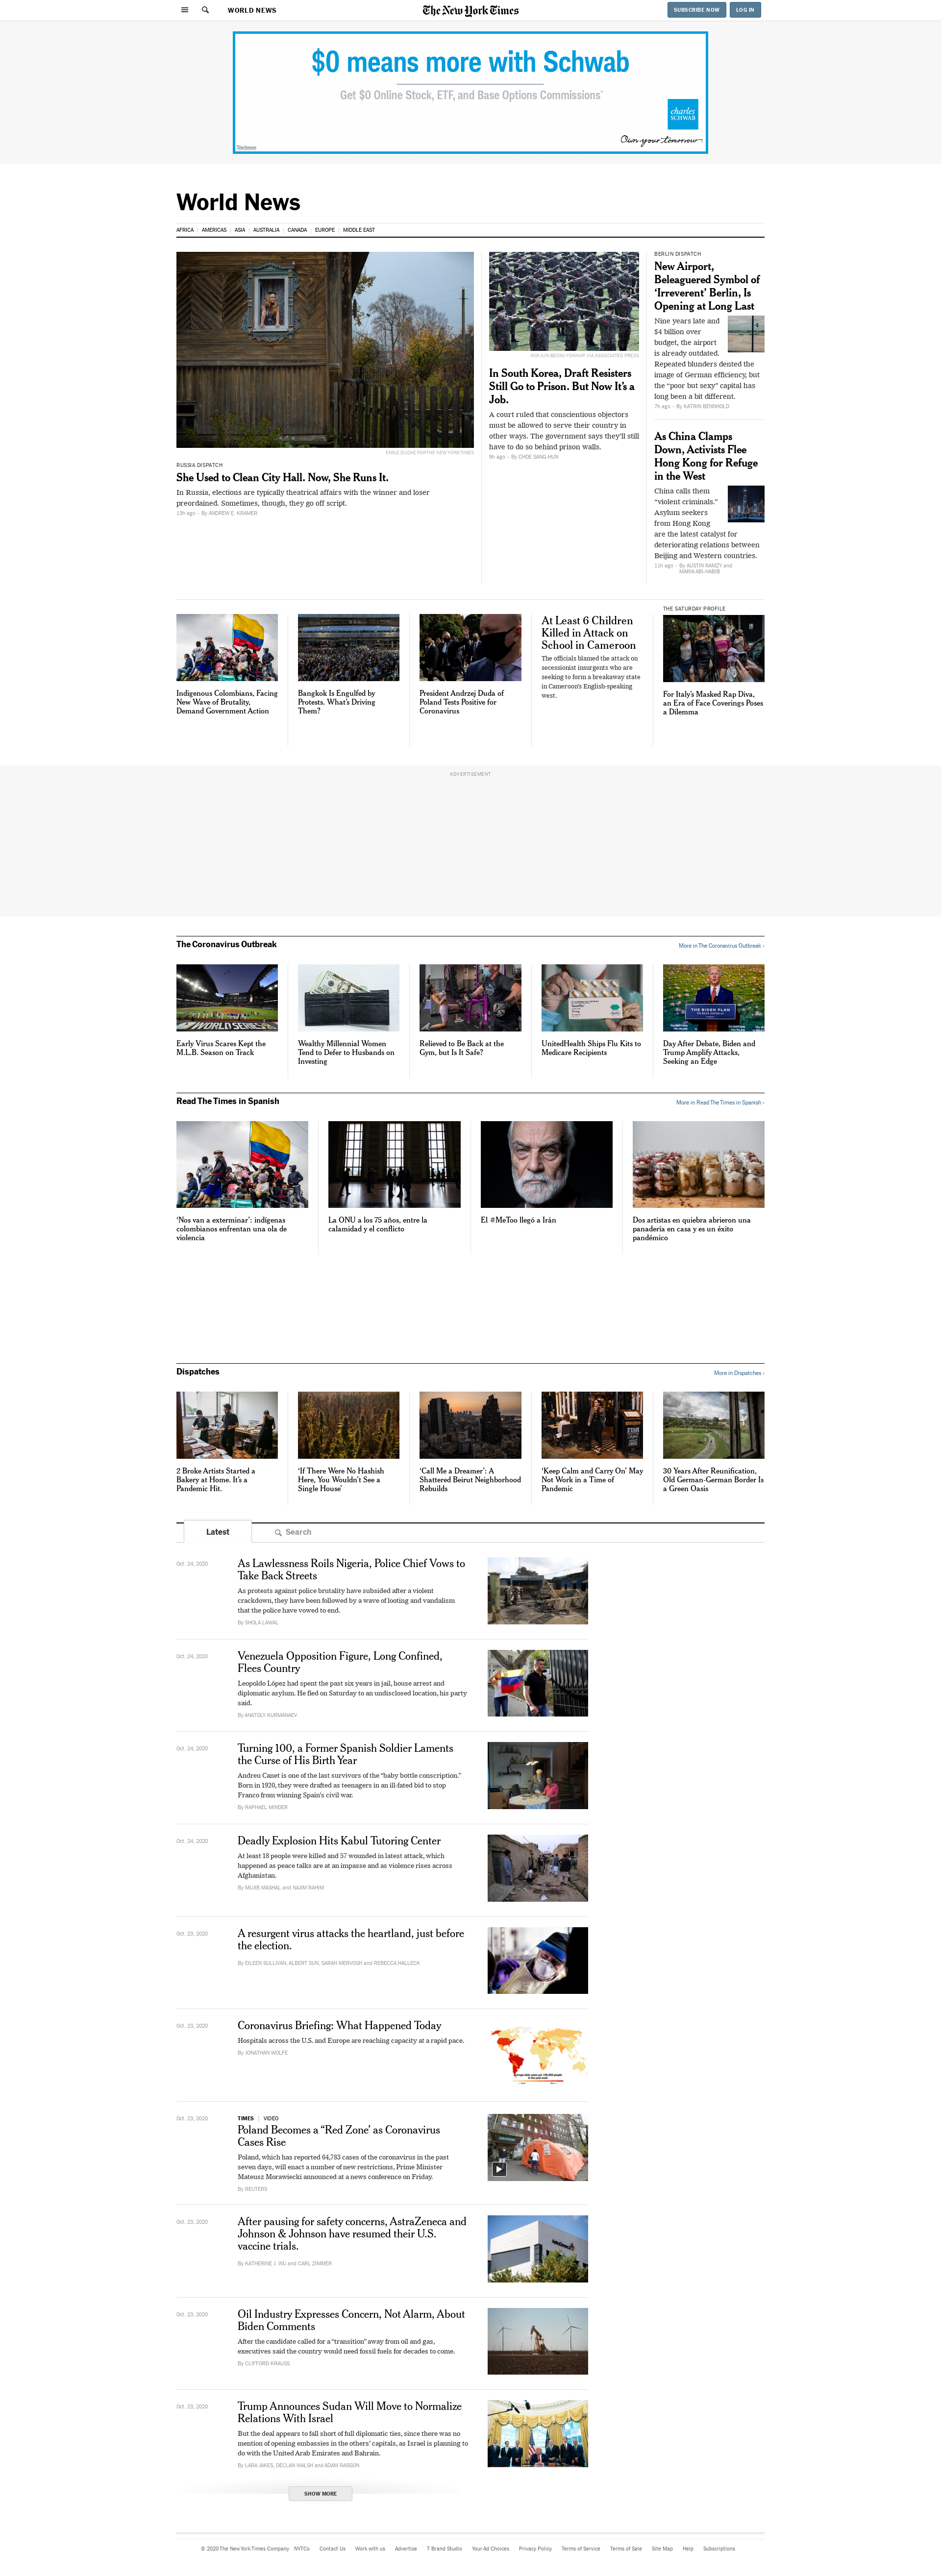 WORLD NEWS
The New York Times
SUBSCRIBE NOW
LOG IN
$0 means more with Schwab
Get $0 Online Stock, ETF, and Base Options Commissions*
charles
SCHWAB
Own your tomorrow
World News
AFRICA
AMERICAS
ASIA
AUSTRALIA
CANADA
EUROPE
MIDDLE EAST
EMILE DUCKE FOR THE NEW YORK TIMES
RUSSIA DISPATCH
She Used to Clean City Hall. Now, She Runs It.
In Russia, elections are typically theatrical affairs with the winner and loser
preordained. Sometimes, though, they go off script.
13h ago - By ANDREW E. KRAMER
KIM JUN-BEOM/YONHAP, VIA ASSOCIATED PRESS
In South Korea, Draft Resisters
Still Go to Prison. But Now It's a
Job.
A court ruled that conscientious objectors
must be allowed to serve their country in
other ways. The government says they'll still
have to do so behind prison walls.
9h ago - By CHOE SANG-HUN
BERLIN DISPATCH
New Airport,
Beleaguered Symbol of
‘Irreverent’ Berlin, Is
Opening at Long Last
Nine years late and
$4 billion over
budget, the airport
is already outdated.
Repeated blunders dented the
image of German efficiency, but
the “poor but sexy” capital has
long been a bit different.
7h ago - By KATRIN BENNHOLD
As China Clamps
Down, Activists Flee
Hong Kong for Refuge
in the West
China calls them
“violent criminals.”
Asylum seekers
from Hong Kong
are the latest catalyst for
deteriorating relations between
Beijing and Western countries.
11h ago - By AUSTIN RAMZY and
MARIA ABI-HABIB
Indigenous Colombians, Facing
New Wave of Brutality,
Demand Government Action
Bangkok Is Engulfed by
Protests. What's Driving
Them?
President Andrzej Duda of
Poland Tests Positive for
Coronavirus
At Least 6 Children
Killed in Attack on
School in Cameroon
The officials blamed the attack on
secessionist insurgents who are
seeking to form a breakaway state
in Cameroon's English-speaking
west.
THE SATURDAY PROFILE
For Italy's Masked Rap Diva,
an Era of Face Coverings Poses
a Dilemma
ADVERTISEMENT
The Coronavirus Outbreak
More in The Coronavirus Outbreak ›
WORLD SERIES
THE BIDEN PLAN
Early Virus Scares Kept the
M.L.B. Season on Track
Wealthy Millennial Women
Tend to Defer to Husbands on
Investing
Relieved to Be Back at the
Gym, but Is It Safe?
UnitedHealth Ships Flu Kits to
Medicare Recipients
Day After Debate, Biden and
Trump Amplify Attacks,
Seeking an Edge
Read The Times in Spanish
More in Read The Times in Spanish ›
‘Nos van a exterminar’: indígenas
colombianos enfrentan una ola de
violencia
La ONU a los 75 años, entre la
calamidad y el conflicto
El #MeToo llegó a Irán
Dos artistas en quiebra abrieron una
panadería en casa y es un éxito
pandémico
Dispatches
More in Dispatches ›
2 Broke Artists Started a
Bakery at Home. It's a
Pandemic Hit.
‘If There Were No Hashish
Here, You Wouldn't See a
Single House’
‘Call Me a Dreamer’: A
Shattered Beirut Neighborhood
Rebuilds
‘Keep Calm and Carry On’ May
Not Work in a Time of
Pandemic
30 Years After Reunification,
Old German-German Border Is
a Green Oasis
Latest
Search
Oct. 24, 2020
As Lawlessness Roils Nigeria, Police Chief Vows to
Take Back Streets
As protests against police brutality have subsided after a violent
crackdown, they have been followed by a wave of looting and vandalism
that the police have vowed to end.
By SHOLA LAWAL
Oct. 24, 2020
Venezuela Opposition Figure, Long Confined,
Flees Country
Leopoldo López had spent the past six years in jail, house arrest and
diplomatic asylum. He fled on Saturday to an undisclosed location, his party
said.
By ANATOLY KURMANAEV
Oct. 24, 2020
Turning 100, a Former Spanish Soldier Laments
the Curse of His Birth Year
Andreu Canet is one of the last survivors of the “baby bottle conscription.”
Born in 1920, they were drafted as teenagers in an ill-fated bid to stop
Franco from winning Spain's civil war.
By RAPHAEL MINDER
Oct. 24, 2020
Deadly Explosion Hits Kabul Tutoring Center
At least 18 people were killed and 57 wounded in latest attack, which
happened as peace talks are at an impasse and as violence rises across
Afghanistan.
By MUJIB MASHAL and NAJIM RAHIM
Oct. 23, 2020
A resurgent virus attacks the heartland, just before
the election.
By EILEEN SULLIVAN, ALBERT SUN, SARAH MERVOSH and REBECCA HALLECK
Oct. 23, 2020
Coronavirus Briefing: What Happened Today
Hospitals across the U.S. and Europe are reaching capacity at a rapid pace.
By JONATHAN WOLFE
Oct. 23, 2020
TIMES | VIDEO
Poland Becomes a “Red Zone’ as Coronavirus
Cases Rise
Poland, which has reported 64,783 cases of the coronavirus in the past
seven days, will enact a number of new restrictions, Prime Minister
Mateusz Morawiecki announced at a news conference on Friday.
By REUTERS
Oct. 23, 2020
After pausing for safety concerns, AstraZeneca and
Johnson & Johnson have resumed their U.S.
vaccine trials.
By KATHERINE J. WU and CARL ZIMMER
Oct. 23, 2020
Oil Industry Expresses Concern, Not Alarm, About
Biden Comments
After the candidate called for a “transition” away from oil and gas,
executives said the country would need fossil fuels for decades to come.
By CLIFFORD KRAUSS
Oct. 23, 2020
Trump Announces Sudan Will Move to Normalize
Relations With Israel
But the deal appears to fall short of full diplomatic ties, since there was no
mention of opening embassies in the others' capitals, as Israel is planning to
do with the United Arab Emirates and Bahrain.
By LARA JAKES, DECLAN WALSH and ADAM RASGON
SHOW MORE
© 2020 The New York Times Company
NYTCo
Contact Us
Work with us
Advertise
T Brand Studio
Your Ad Choices
Privacy Policy
Terms of Service
Terms of Sale
Site Map
Help
Subscriptions